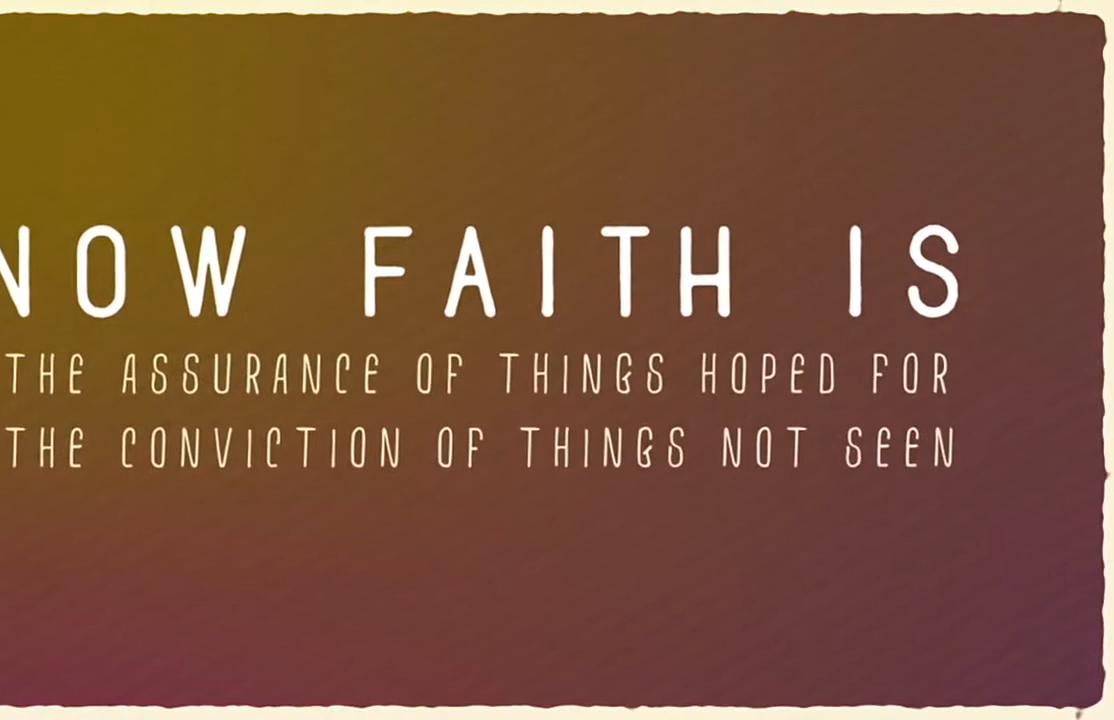 NOW FAITH IS
THE ASSURANCE OF THINGS HOPED FOR
THE CONVICTION OF THINGS NOT SEEN